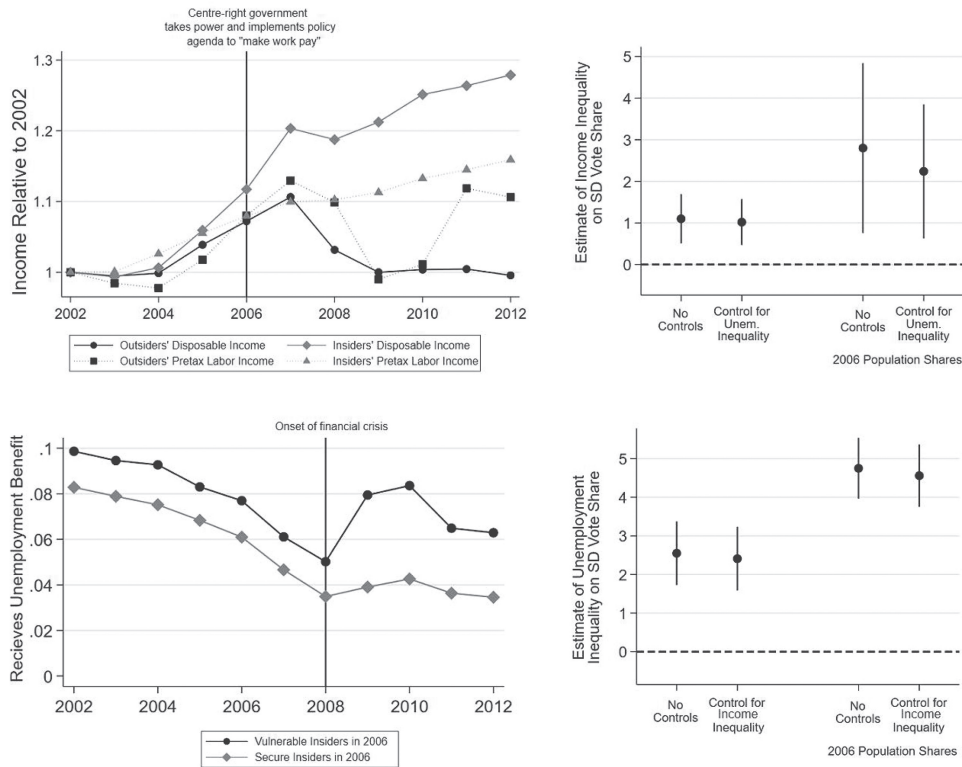 Centre-right government
takes power and implements policy
agenda to "make work pay"
Income Relative to 2002
1.3
1.2
1.1
1
2002
2004
2006
2008
2010
2012
Outsiders' Disposable Income
Insiders' Disposable Income
Outsiders' Pretax Labor Income
Insiders' Pretax Labor Income
Estimate of Income Inequality
on SD Vote Share
5
4
3
2
1
0
No
Controls
Control for
Unem.
Inequality
No
Controls
Control for
Unem.
Inequality
2006 Population Shares
Onset of financial crisis
Recieves Unemployment Benefit
.1
.08
.06
.04
.02
0
2002
2004
2006
2008
2010
2012
Vulnerable Insiders in 2006
Secure Insiders in 2006
Estimate of Unemployment
Inequality on SD Vote Share
5
4
3
2
1
0
No
Controls
Control for
Income
Inequality
No
Controls
Control for
Income
Inequality
2006 Population Shares